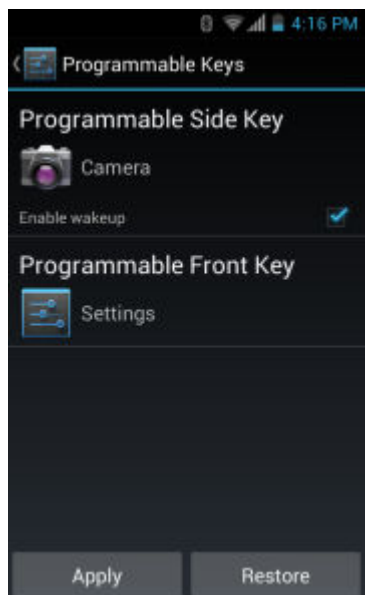 4:16 PM
Programmable Keys
Programmable Side Key
Camera
Enable wakeup
Programmable Front Key
Settings
Apply Restore